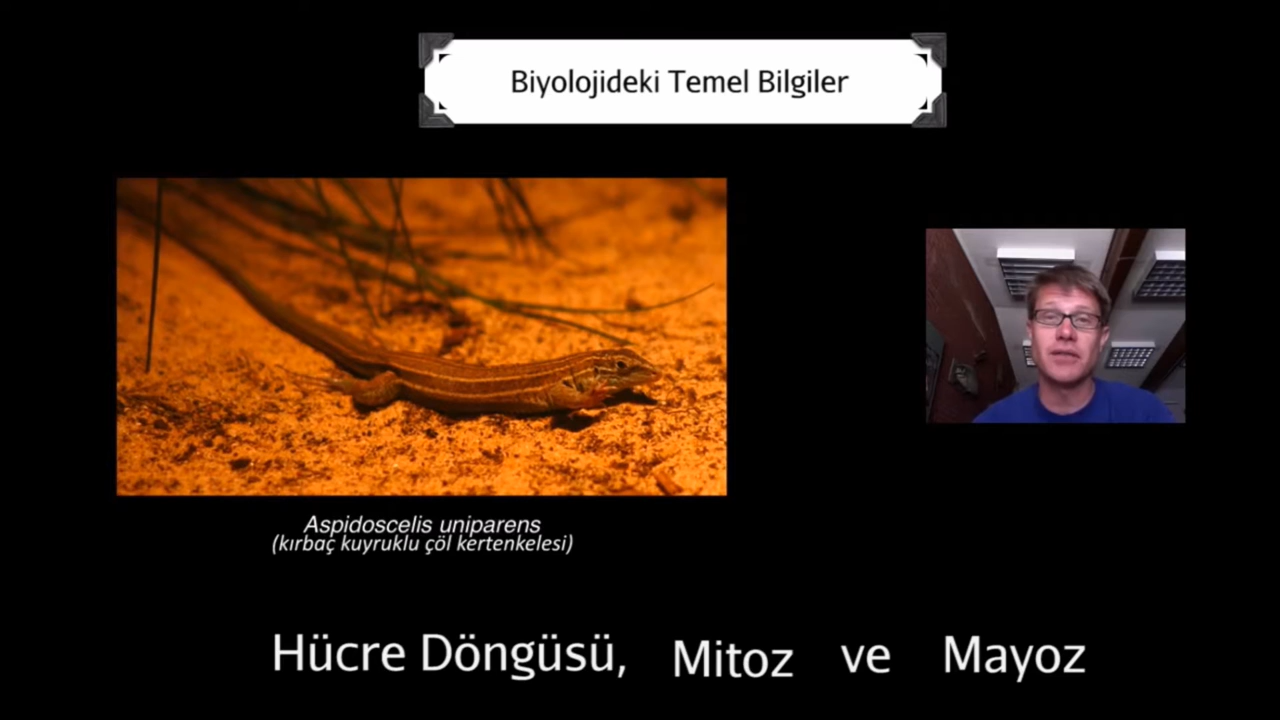 Biyolojideki Temel Bilgiler
Aspidoscelis uniparens
(kırbaç kuyruklu çöl kertenkelesi)
Hücre Döngüsü, Mitoz ve Mayoz